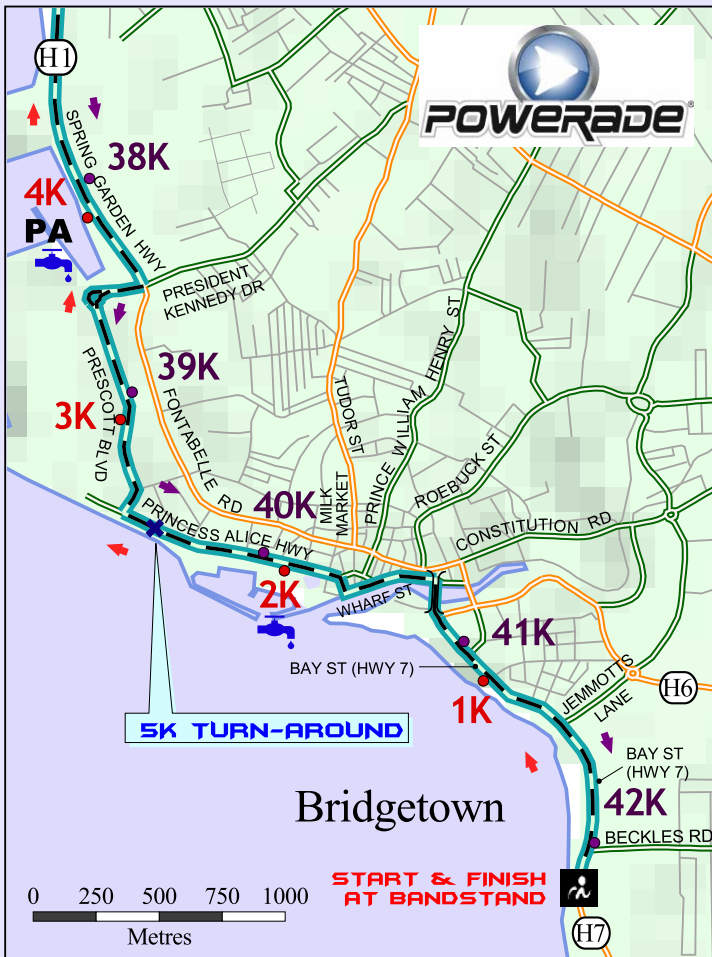 H1
POWERADE®
SPRING GARDEN HWY
38K
4K
PA
PRESIDENT
KENNEDY DR
39K
3K
PRESCOTT BLVD
FONTABELLE RD
TUDOR ST
PRINCE WILLIAM HENRY ST
ROEBUCK ST
40K
MILK
MARKET
CONSTITUTION RD
PRINCESS ALICE HWY
2K
WHARF ST
41K
BAY ST (HWY 7)
1K
JEMMOTTS
LANE
H6
5K TURN-AROUND
BAY ST
(HWY 7)
Bridgetown
42K
BECKLES RD
START & FINISH
AT BANDSTAND
0 250 500 750 1000
Metres
H7